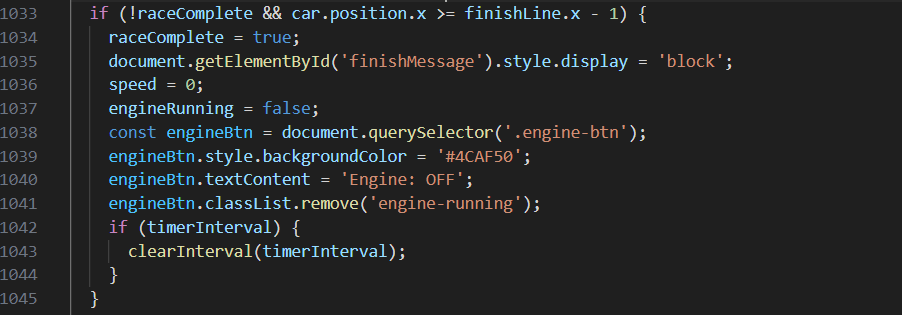 1033 if (!raceComplete && car.position.x >= finishLine.x - 1) {
1034 raceComplete = true;
1035 document.getElementById('finishMessage').style.display = 'block';
1036 speed = 0;
1037 engineRunning = false;
1038 const engineBtn = document.querySelector('.engine-btn');
1039 engineBtn.style.backgroundColor = '#4CAF50';
1040 engineBtn.textContent = 'Engine: OFF';
1041 engineBtn.classList.remove('engine-running');
1042 if (timerInterval) {
1043 clearInterval(timerInterval);
1044 }
1045 }